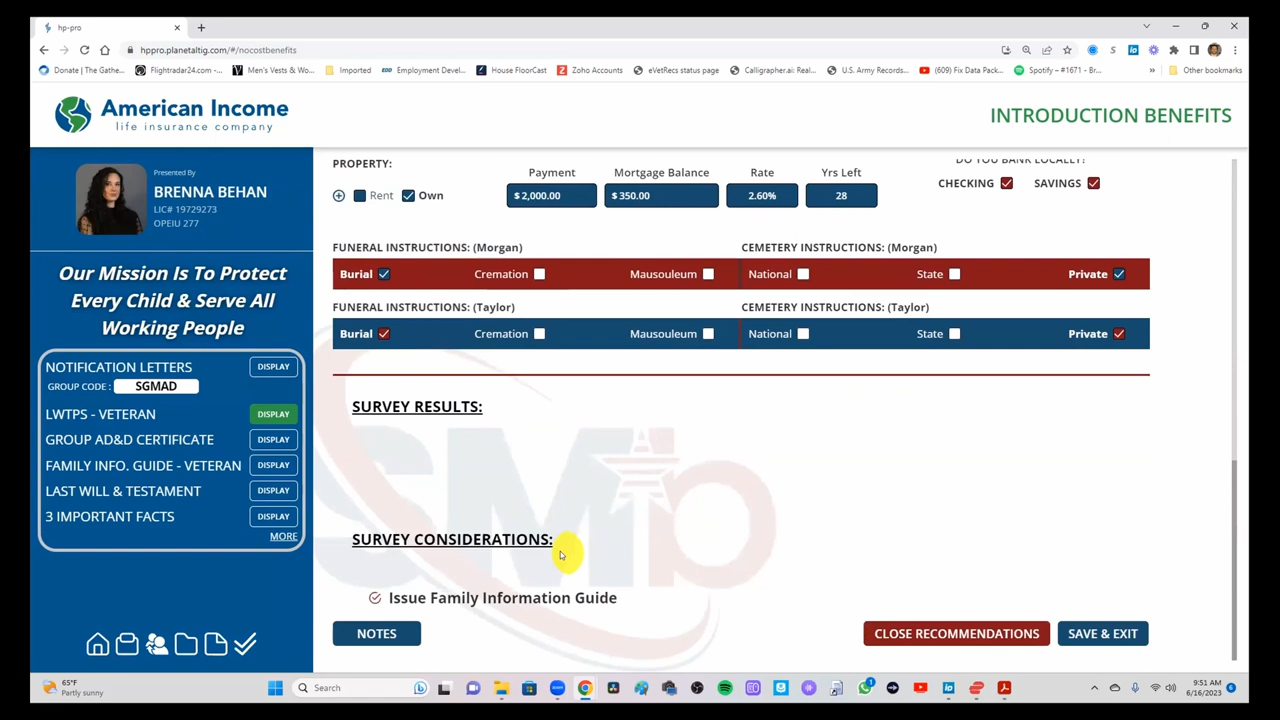 hp-pro
hppro.planetaltig.com/#/nocostbenefits
Donate | The Gathe...
Flightradar24.com -...
Men's Vests & Wo...
Imported
EDD Employment Devel...
House FloorCast
Zoho Accounts
eVetRecs status page
Calligrapher.ai: Real...
U.S. Army Records...
(609) Fix Data Pack...
Spotify – #1671 - Br...
Other bookmarks
American Income
life insurance company
INTRODUCTION BENEFITS
Presented By
BRENNA BEHAN
LIC# 19729273
OPEIU 277
Our Mission Is To Protect
Every Child & Serve All
Working People
NOTIFICATION LETTERS DISPLAY
GROUP CODE : SGMAD
LWTPS - VETERAN DISPLAY
GROUP AD&D CERTIFICATE DISPLAY
FAMILY INFO. GUIDE - VETERAN DISPLAY
LAST WILL & TESTAMENT DISPLAY
3 IMPORTANT FACTS DISPLAY
MORE
PROPERTY:
DO YOU BANK LOCALLY?
Payment Mortgage Balance Rate Yrs Left
CHECKING SAVINGS
Rent Own $ 2,000.00 $ 350.00 2.60% 28
FUNERAL INSTRUCTIONS: (Morgan) CEMETERY INSTRUCTIONS: (Morgan)
Burial Cremation Mausouleum National State Private
FUNERAL INSTRUCTIONS: (Taylor) CEMETERY INSTRUCTIONS: (Taylor)
Burial Cremation Mausouleum National State Private
SURVEY RESULTS:
SMp
SURVEY CONSIDERATIONS:
Issue Family Information Guide
NOTES CLOSE RECOMMENDATIONS SAVE & EXIT
65°F
Partly sunny
Search
9:51 AM
6/16/2023